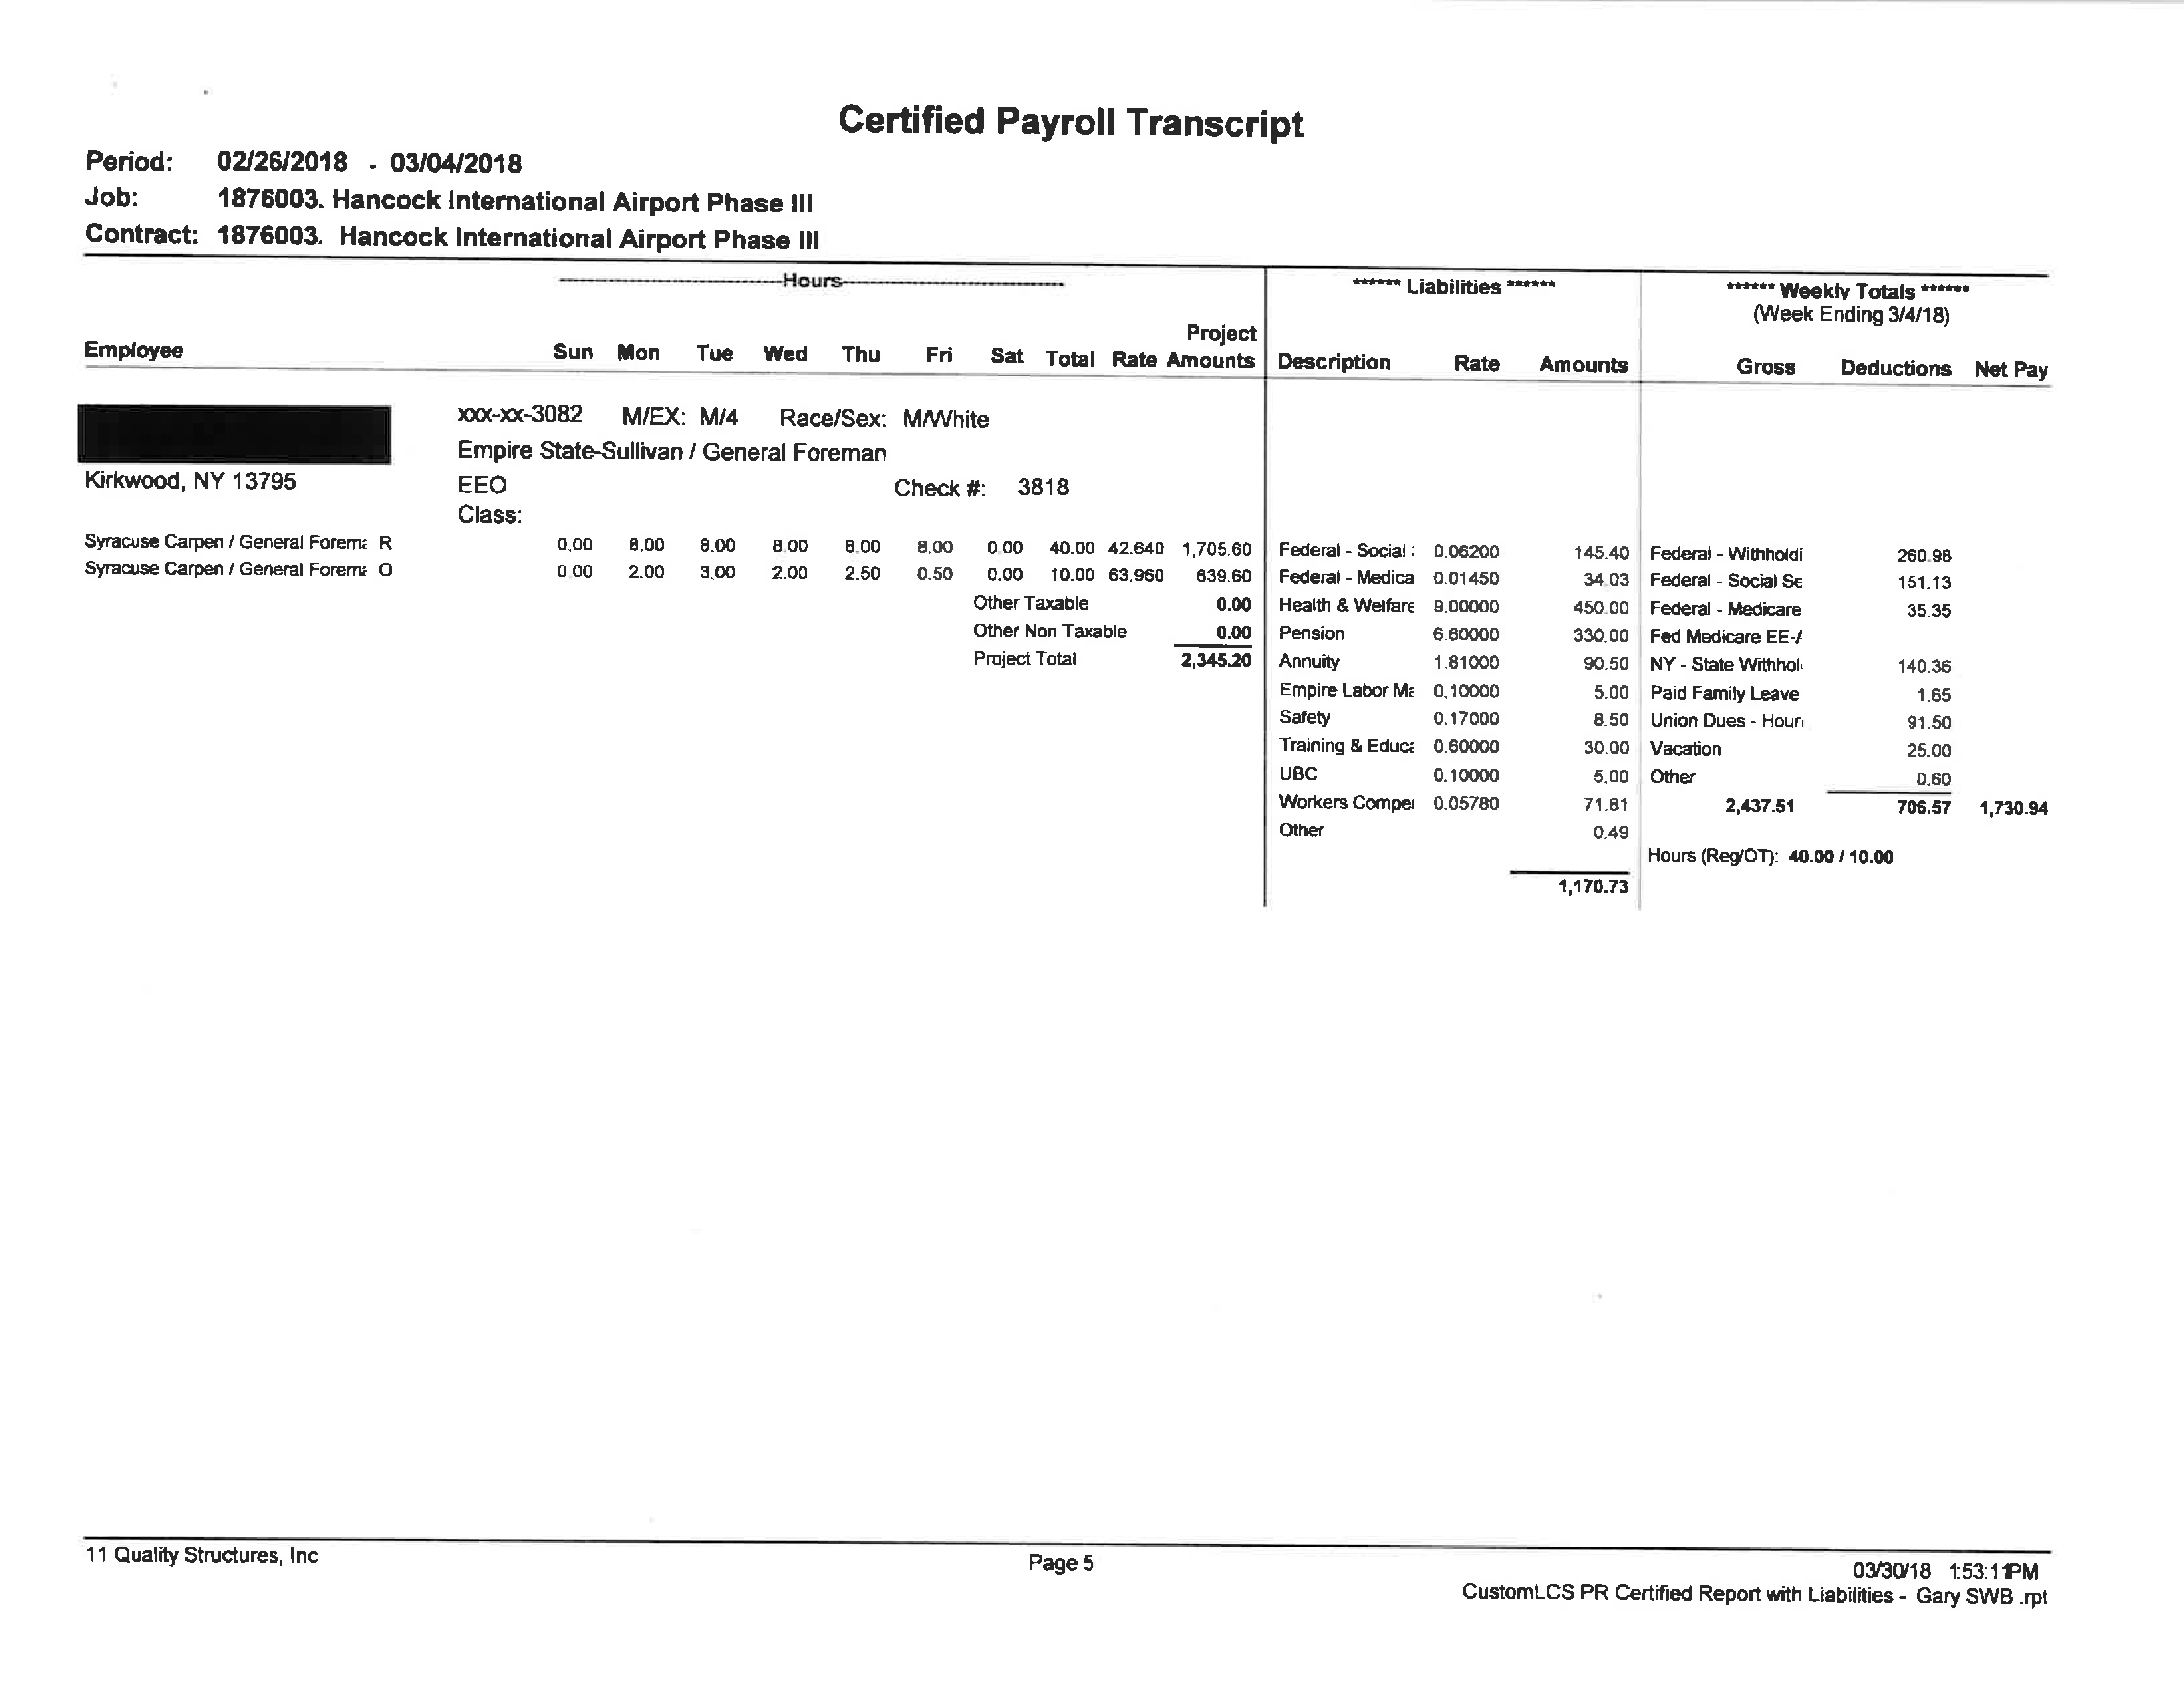 Certified Payroll Transcript
Period: 02/26/2018 - 03/04/2018
Job: 1876003. Hancock International Airport Phase III
Contract: 1876003. Hancock International Airport Phase III
Hours ****** Liabilities ****** ****** Weekly Totals ******
(Week Ending 3/4/18)
Project
Employee Sun Mon Tue Wed Thu Fri Sat Total Rate Amounts Description Rate Amounts Gross Deductions Net Pay
xxx-xx-3082 M/EX: M/4 Race/Sex: M/White
Empire State-Sullivan / General Foreman
Kirkwood, NY 13795 EEO Check #: 3818
Class:
Syracuse Carpen / General Forema R 0.00 8.00 8.00 8.00 8.00 8.00 0.00 40.00 42.640 1,705.60 Federal - Social : 0.06200 145.40 Federal - Withholdi 260.98
Syracuse Carpen / General Forema O 0.00 2.00 3.00 2.00 2.50 0.50 0.00 10.00 63.960 639.60 Federal - Medica 0.01450 34.03 Federal - Social Se 151.13
Other Taxable 0.00 Health & Welfare 9.00000 450.00 Federal - Medicare 35.35
Other Non Taxable 0.00 Pension 6.60000 330.00 Fed Medicare EE-A
Project Total 2,345.20 Annuity 1.81000 90.50 NY - State Withhol 140.36
Empire Labor Ma 0.10000 5.00 Paid Family Leave 1.65
Safety 0.17000 8.50 Union Dues - Hour 91.50
Training & Educa 0.60000 30.00 Vacation 25.00
UBC 0.10000 5.00 Other 0.60
Workers Compe 0.05780 71.81 2,437.51 706.57 1,730.94
Other 0.49
Hours (Reg/OT): 40.00 / 10.00
1,170.73
11 Quality Structures, Inc Page 5 03/30/18 1:53:11PM
CustomLCS PR Certified Report with Liabilities - Gary SWB .rpt